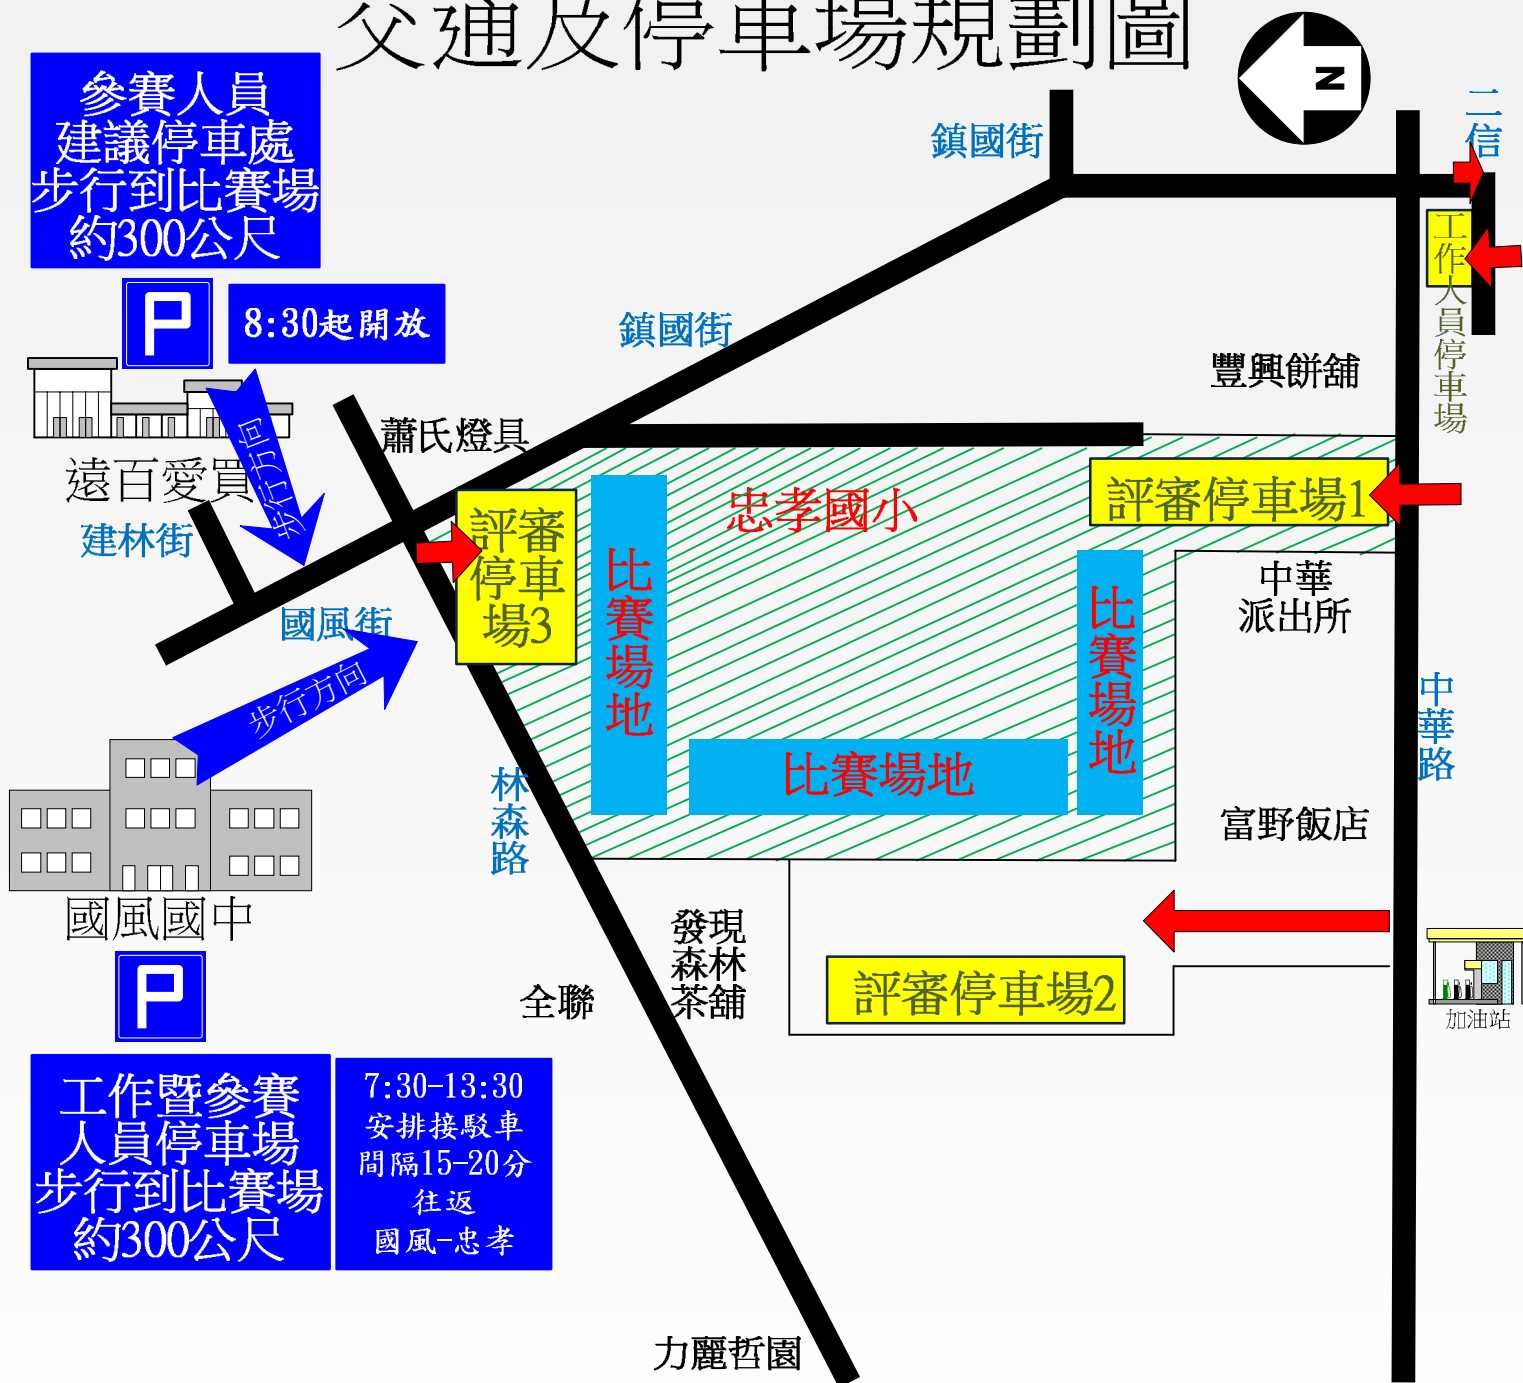 交通及停車場規劃圖
參賽人員
建議停車處
步行到比賽場
約300公尺
N
二信
鎮國街
工作人員停車場
8:30起開放
鎮國街
豐興餅舖
蕭氏燈具
步行方向
遠百愛買
建林街
評審停車場1
忠孝國小
評審
停車
場3
比賽場地
中華
派出所
比賽場地
國風街
步行方向
中華路
比賽場地
林森路
富野飯店
國風國中
發現
森林
茶舖
全聯
評審停車場2
加油站
工作暨參賽
人員停車場
步行到比賽場
約300公尺
7:30-13:30
安排接駁車
間隔15-20分
往返
國風-忠孝
力麗哲園